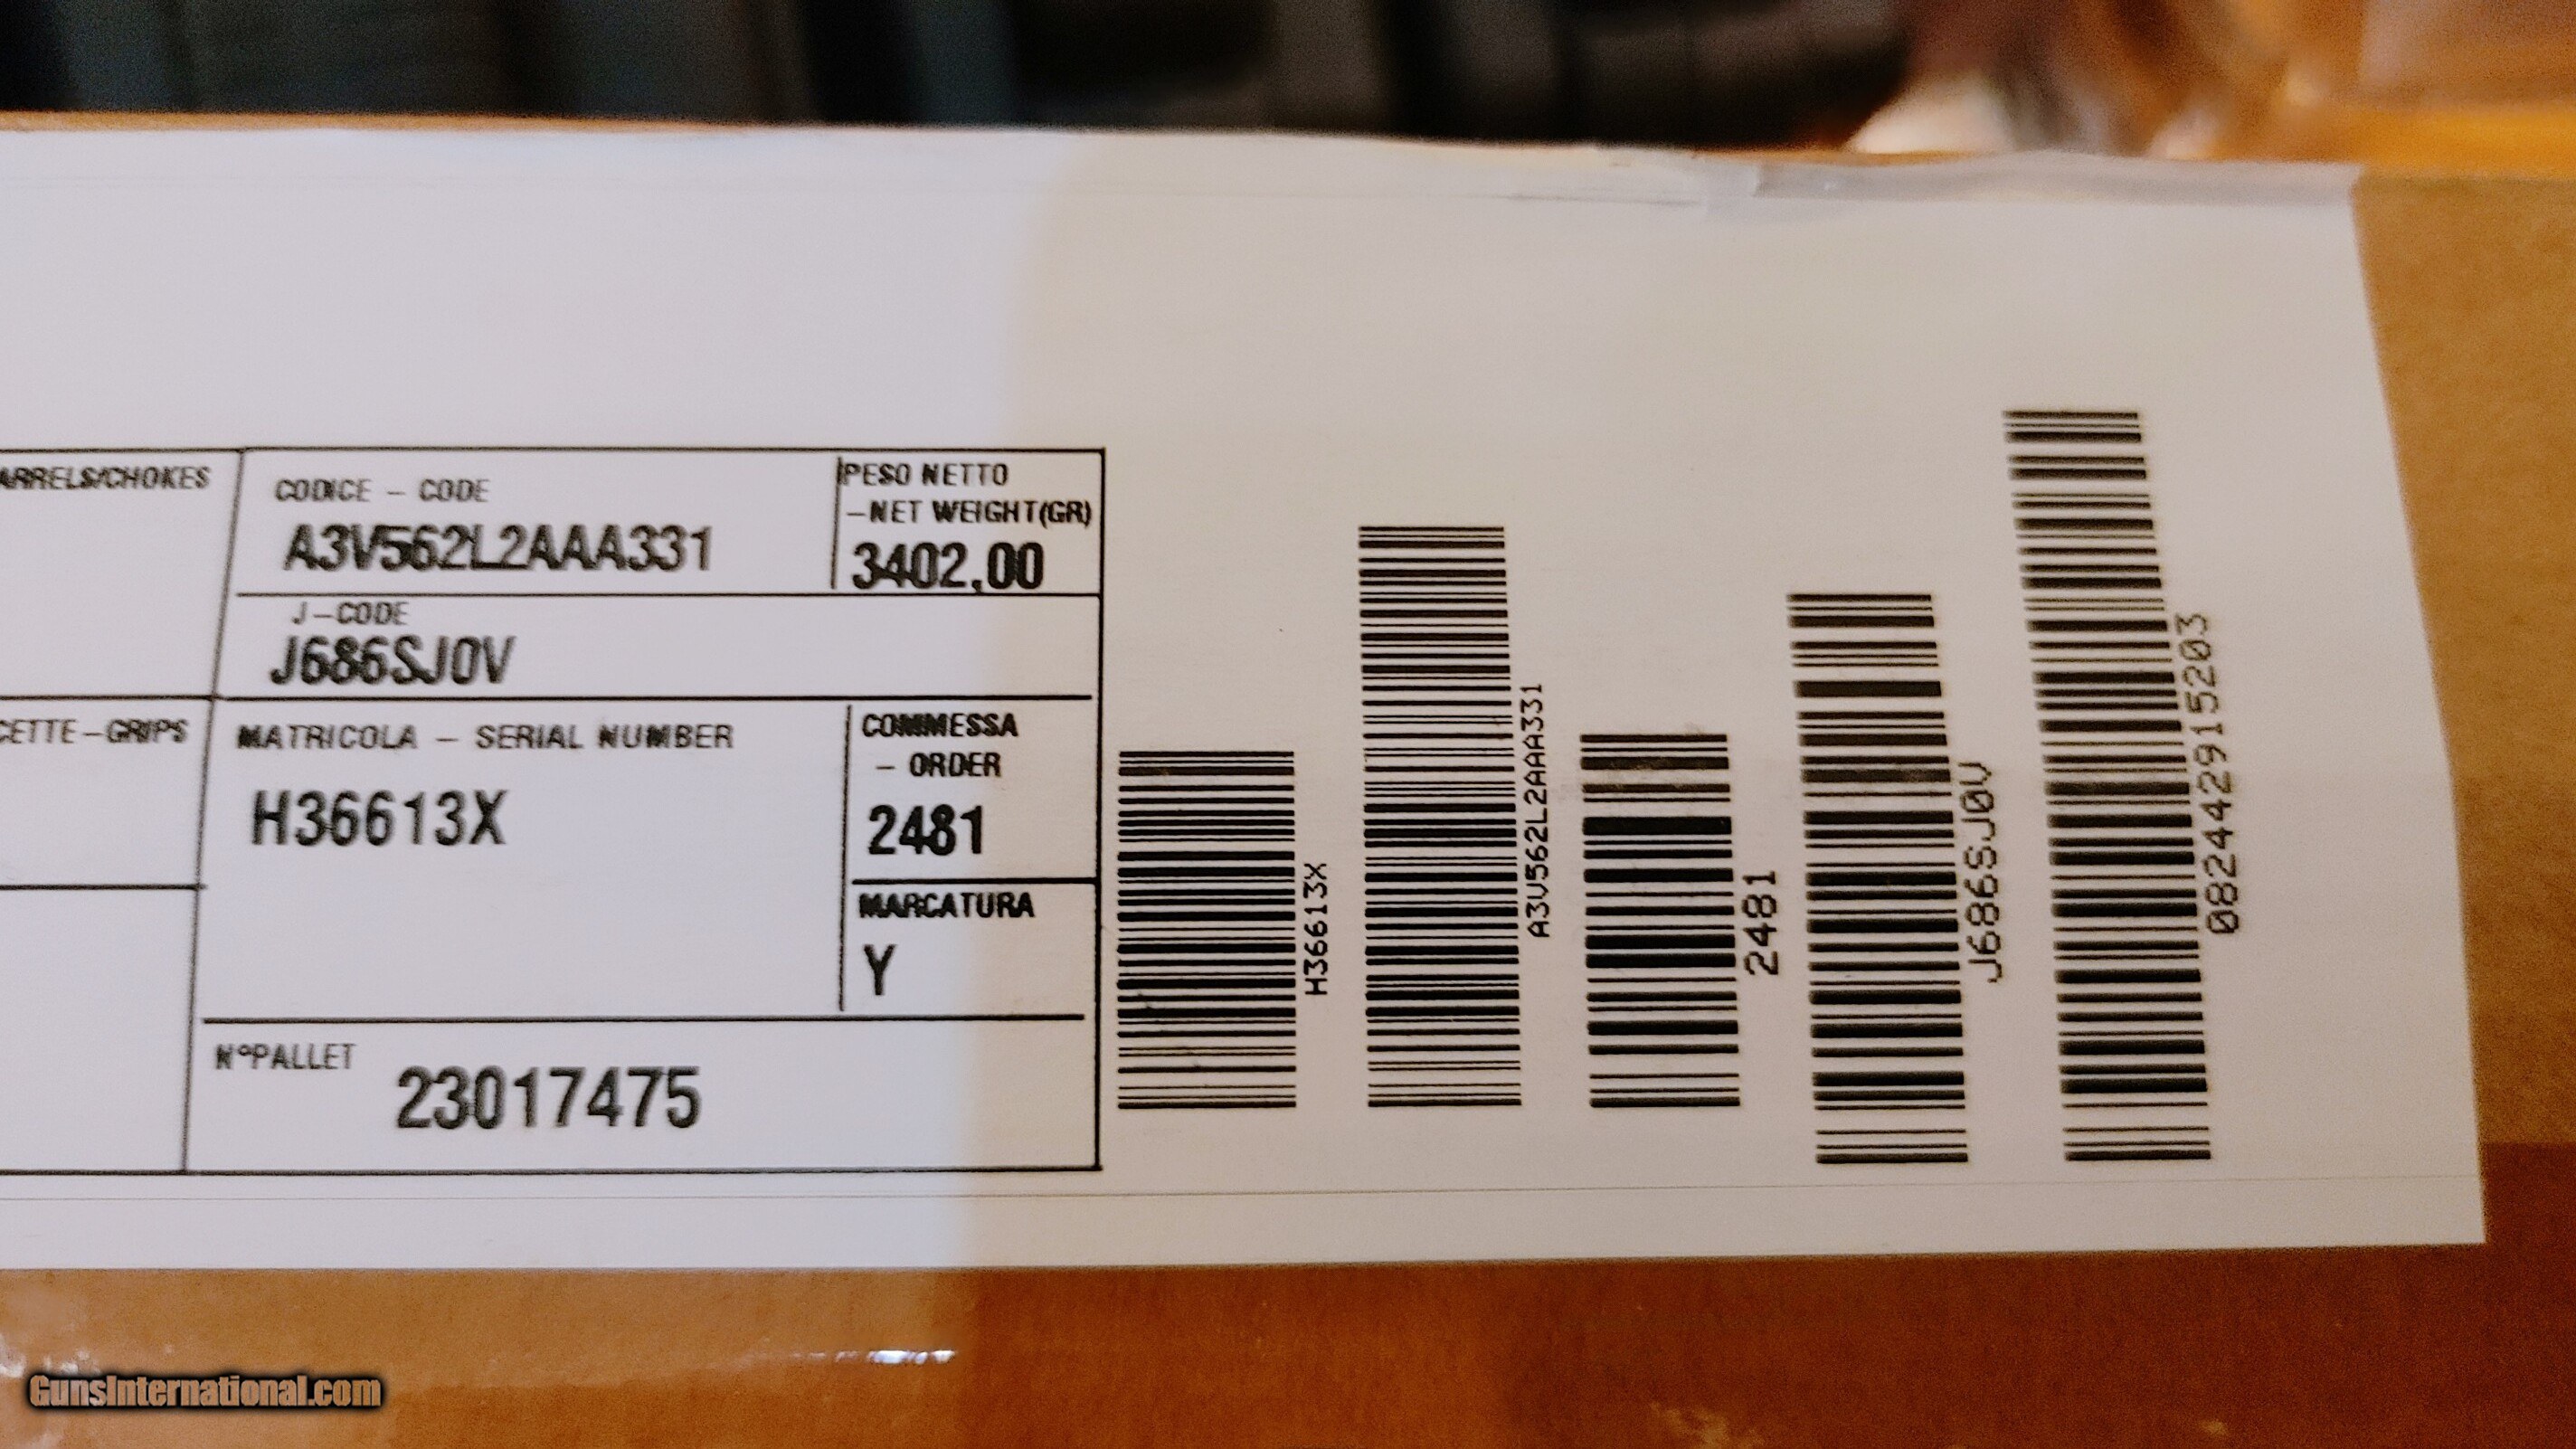 ARRELS/CHOKES
CODICE - CODE
A3V562L2AAA331
PESO NETTO
-NET WEIGHT(GR)
3402,00
J-CODE
J686SJ0V
CETTE-GRIPS
MATRICOLA - SERIAL NUMBER
H36613X
COMMESSA
- ORDER
2481
MARCATURA
Y
N°PALLET
23017475
H36613X
A3V562L2AAA331
2481
J686SJ0V
082442915203
GunsInternational.com